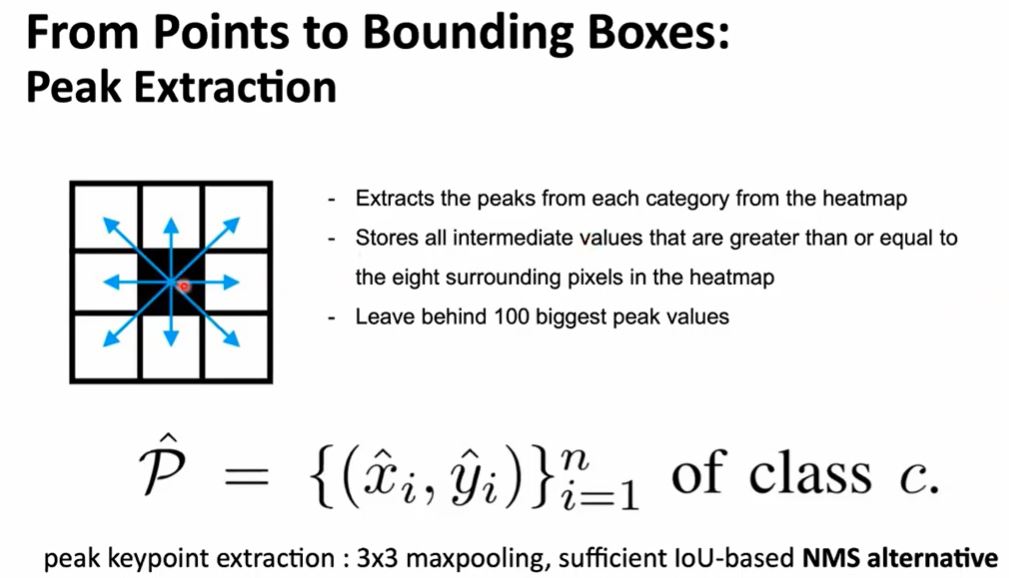 From Points to Bounding Boxes:
Peak Extraction
- Extracts the peaks from each category from the heatmap
- Stores all intermediate values that are greater than or equal to
the eight surrounding pixels in the heatmap
- Leave behind 100 biggest peak values
$\hat{\mathcal{P}} = \{(\hat{x}_i, \hat{y}_i)\}_{i=1}^{n}$ of class $c$.
peak keypoint extraction : 3x3 maxpooling, sufficient IoU-based NMS alternative